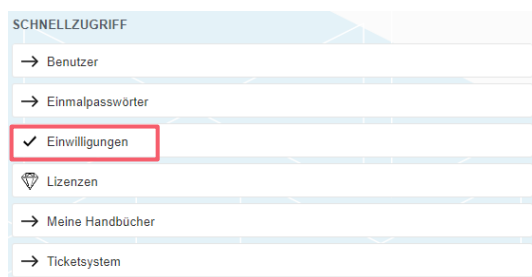 SCHNELLZUGRIFF
Benutzer
Einmalpasswörter
Einwilligungen
Lizenzen
Meine Handbücher
Ticketsystem